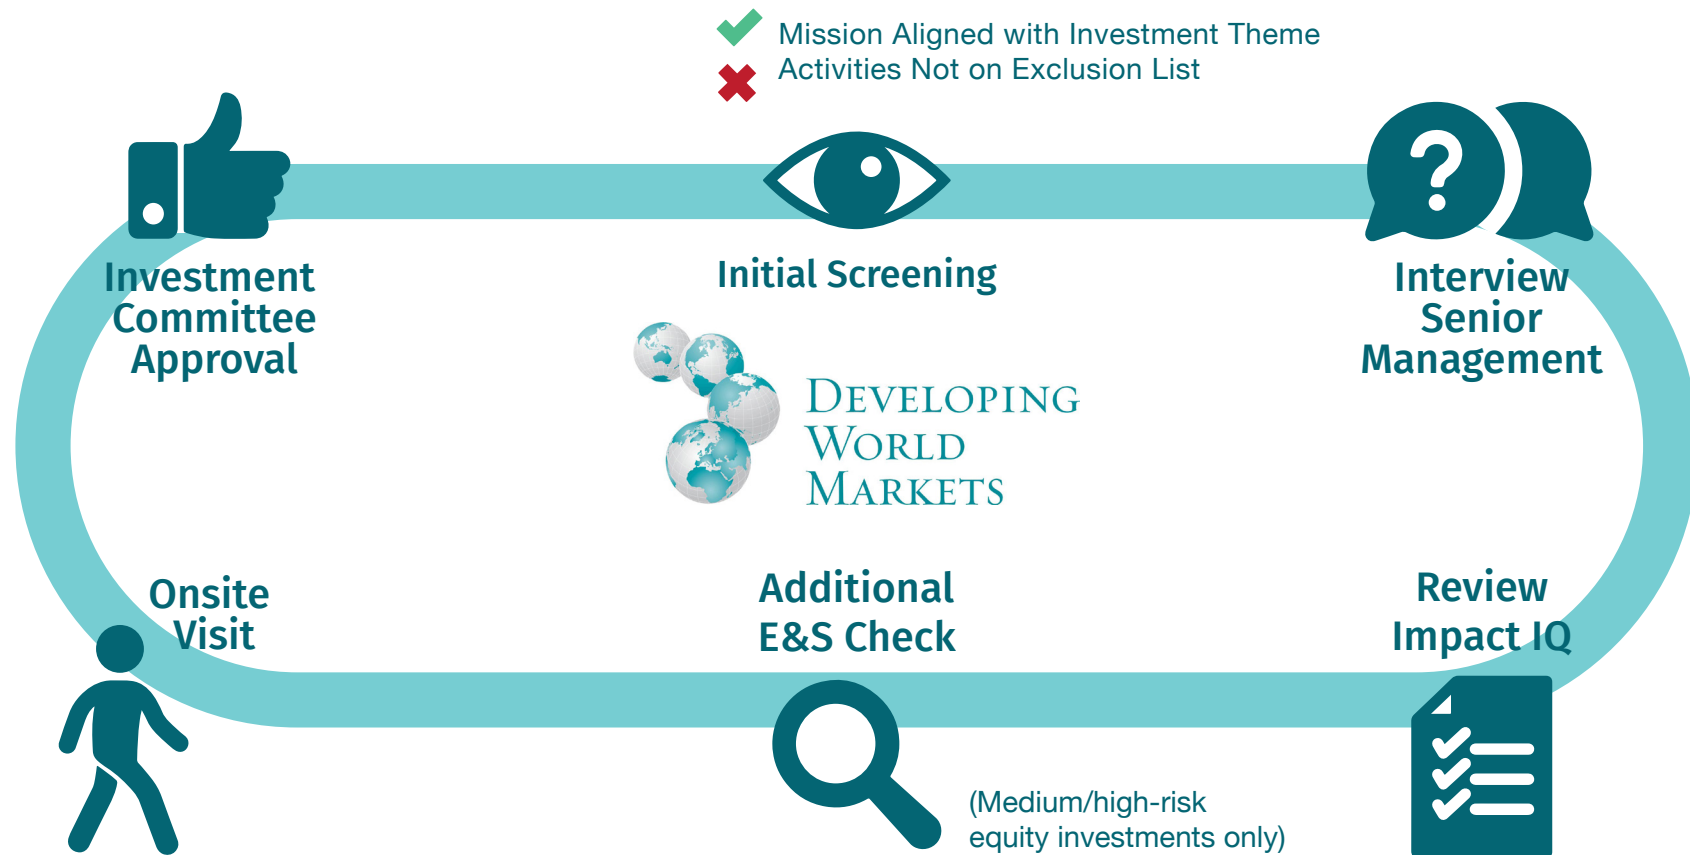 Mission Aligned with Investment Theme
Activities Not on Exclusion List
Investment
Committee
Approval
Initial Screening
Interview
Senior
Management
DEVELOPING
WORLD
MARKETS
Onsite
Visit
Additional
E&S Check
Review
Impact IQ
(Medium/high-risk
equity investments only)